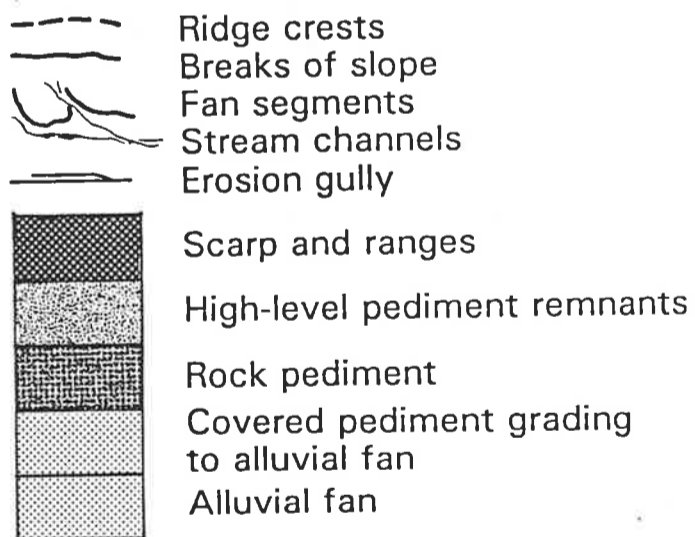 Ridge crests
Breaks of slope
Fan segments
Stream channels
Erosion gully
Scarp and ranges
High-level pediment remnants
Rock pediment
Covered pediment grading
to alluvial fan
Alluvial fan